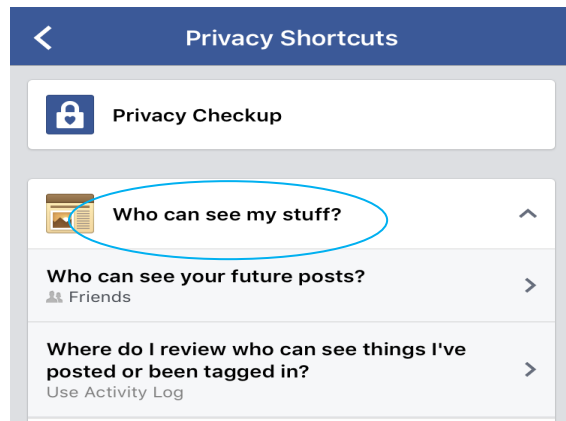 Privacy Shortcuts
Privacy Checkup
Who can see my stuff?
Who can see your future posts?
Friends
Where do I review who can see things I've
posted or been tagged in?
Use Activity Log